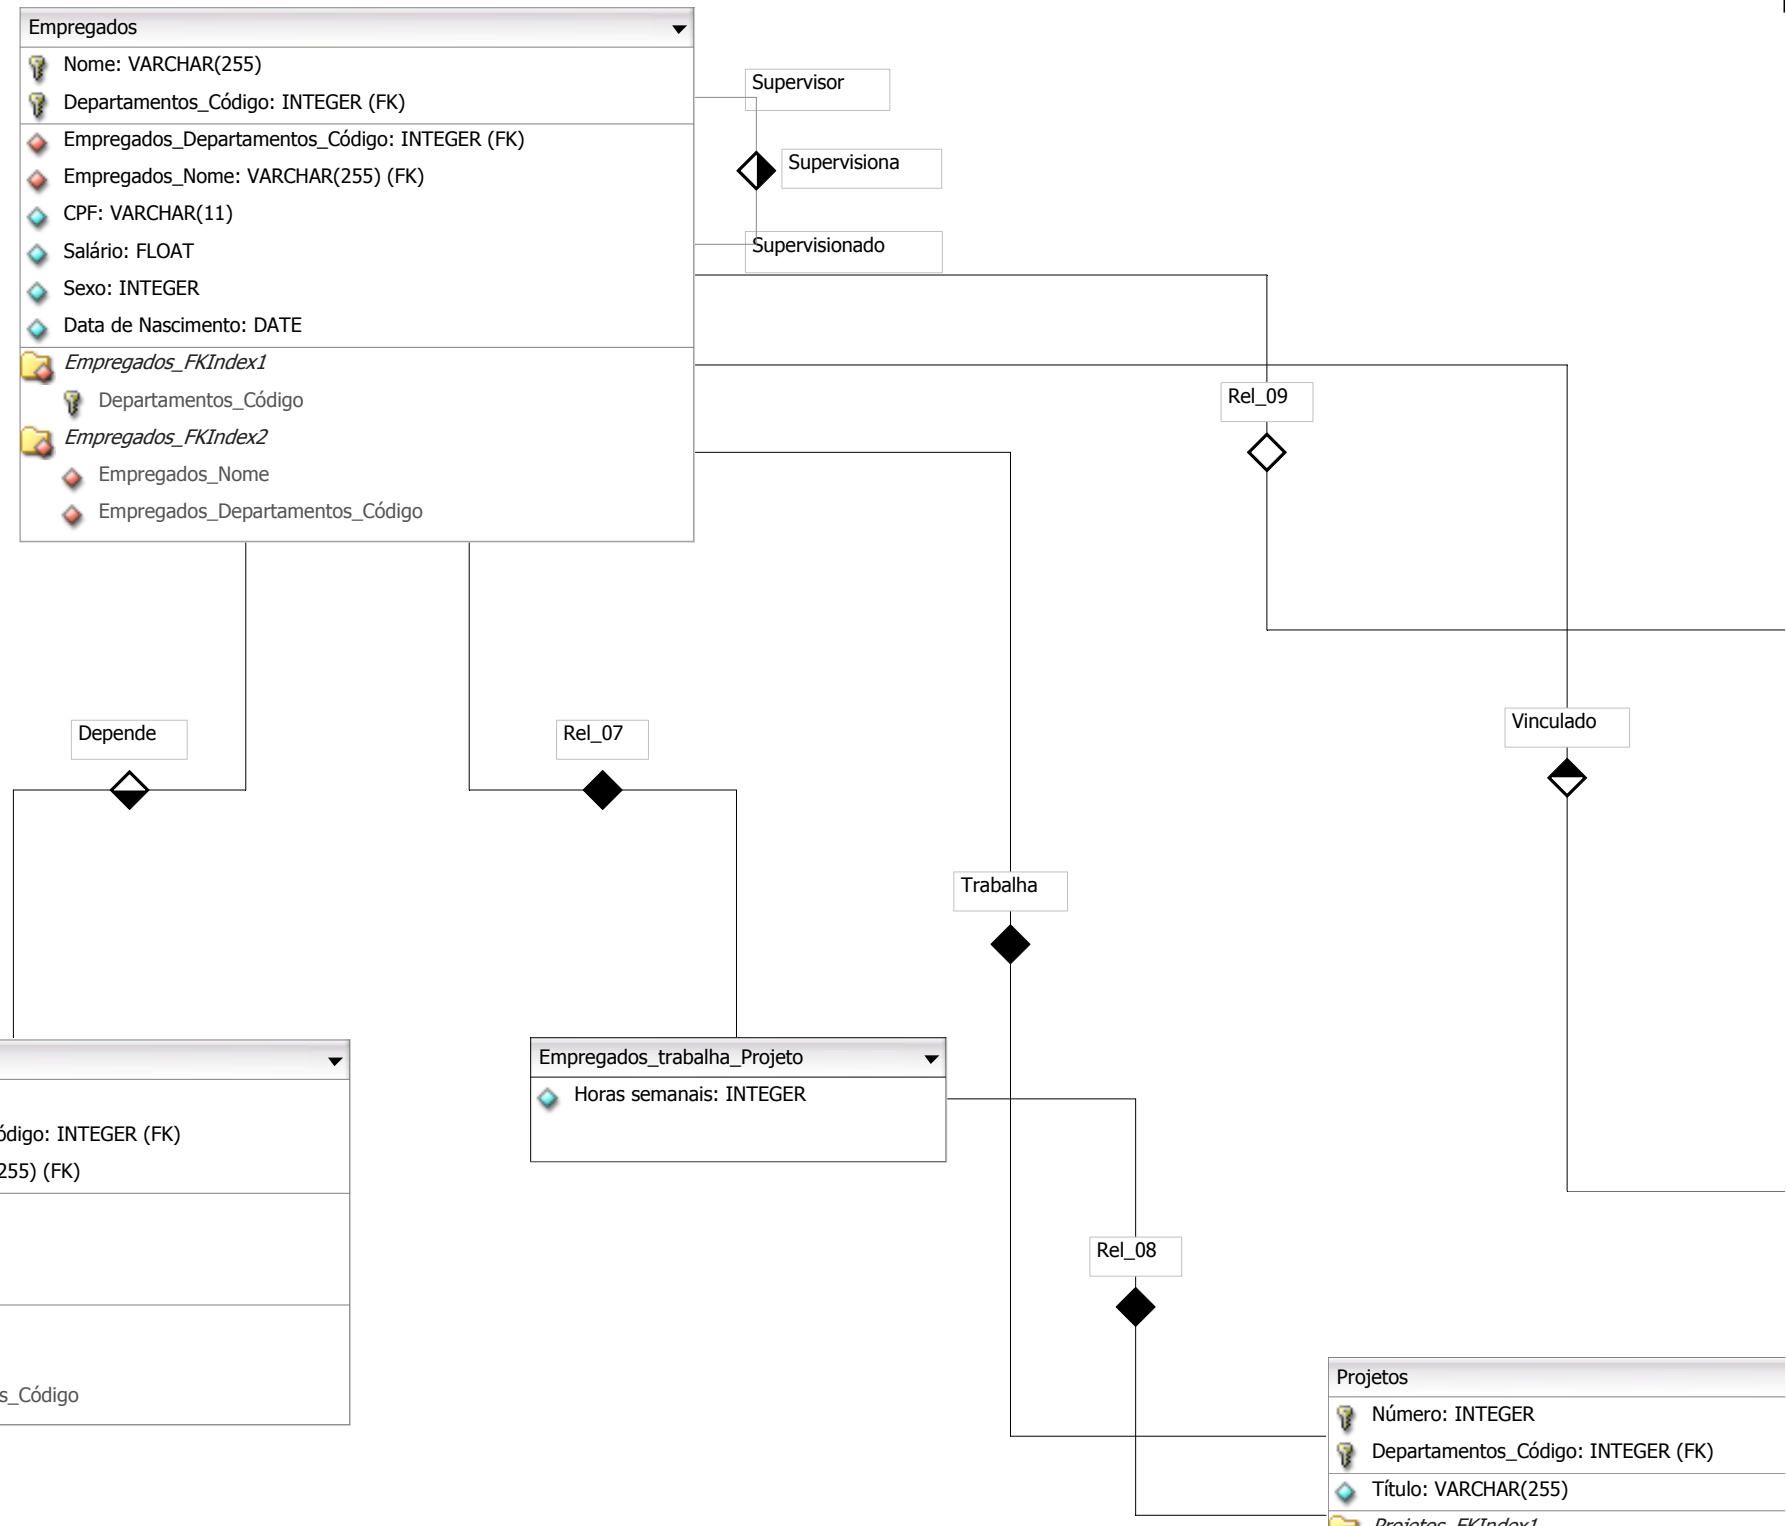 Empregados
Nome: VARCHAR(255)
Departamentos_Código: INTEGER (FK)
Empregados_Departamentos_Código: INTEGER (FK)
Empregados_Nome: VARCHAR(255) (FK)
CPF: VARCHAR(11)
Salário: FLOAT
Sexo: INTEGER
Data de Nascimento: DATE
Empregados_FKIndex1
Departamentos_Código
Empregados_FKIndex2
Empregados_Nome
Empregados_Departamentos_Código
Supervisor
Supervisiona
Supervisionado
Rel_09
Vinculado
Depende
Rel_07
Trabalha
Empregados_trabalha_Projeto
Horas semanais: INTEGER
ódigo: INTEGER (FK)
255) (FK)
s_Código
Rel_08
Projetos
Número: INTEGER
Departamentos_Código: INTEGER (FK)
Título: VARCHAR(255)
Projetos_FKIndex1